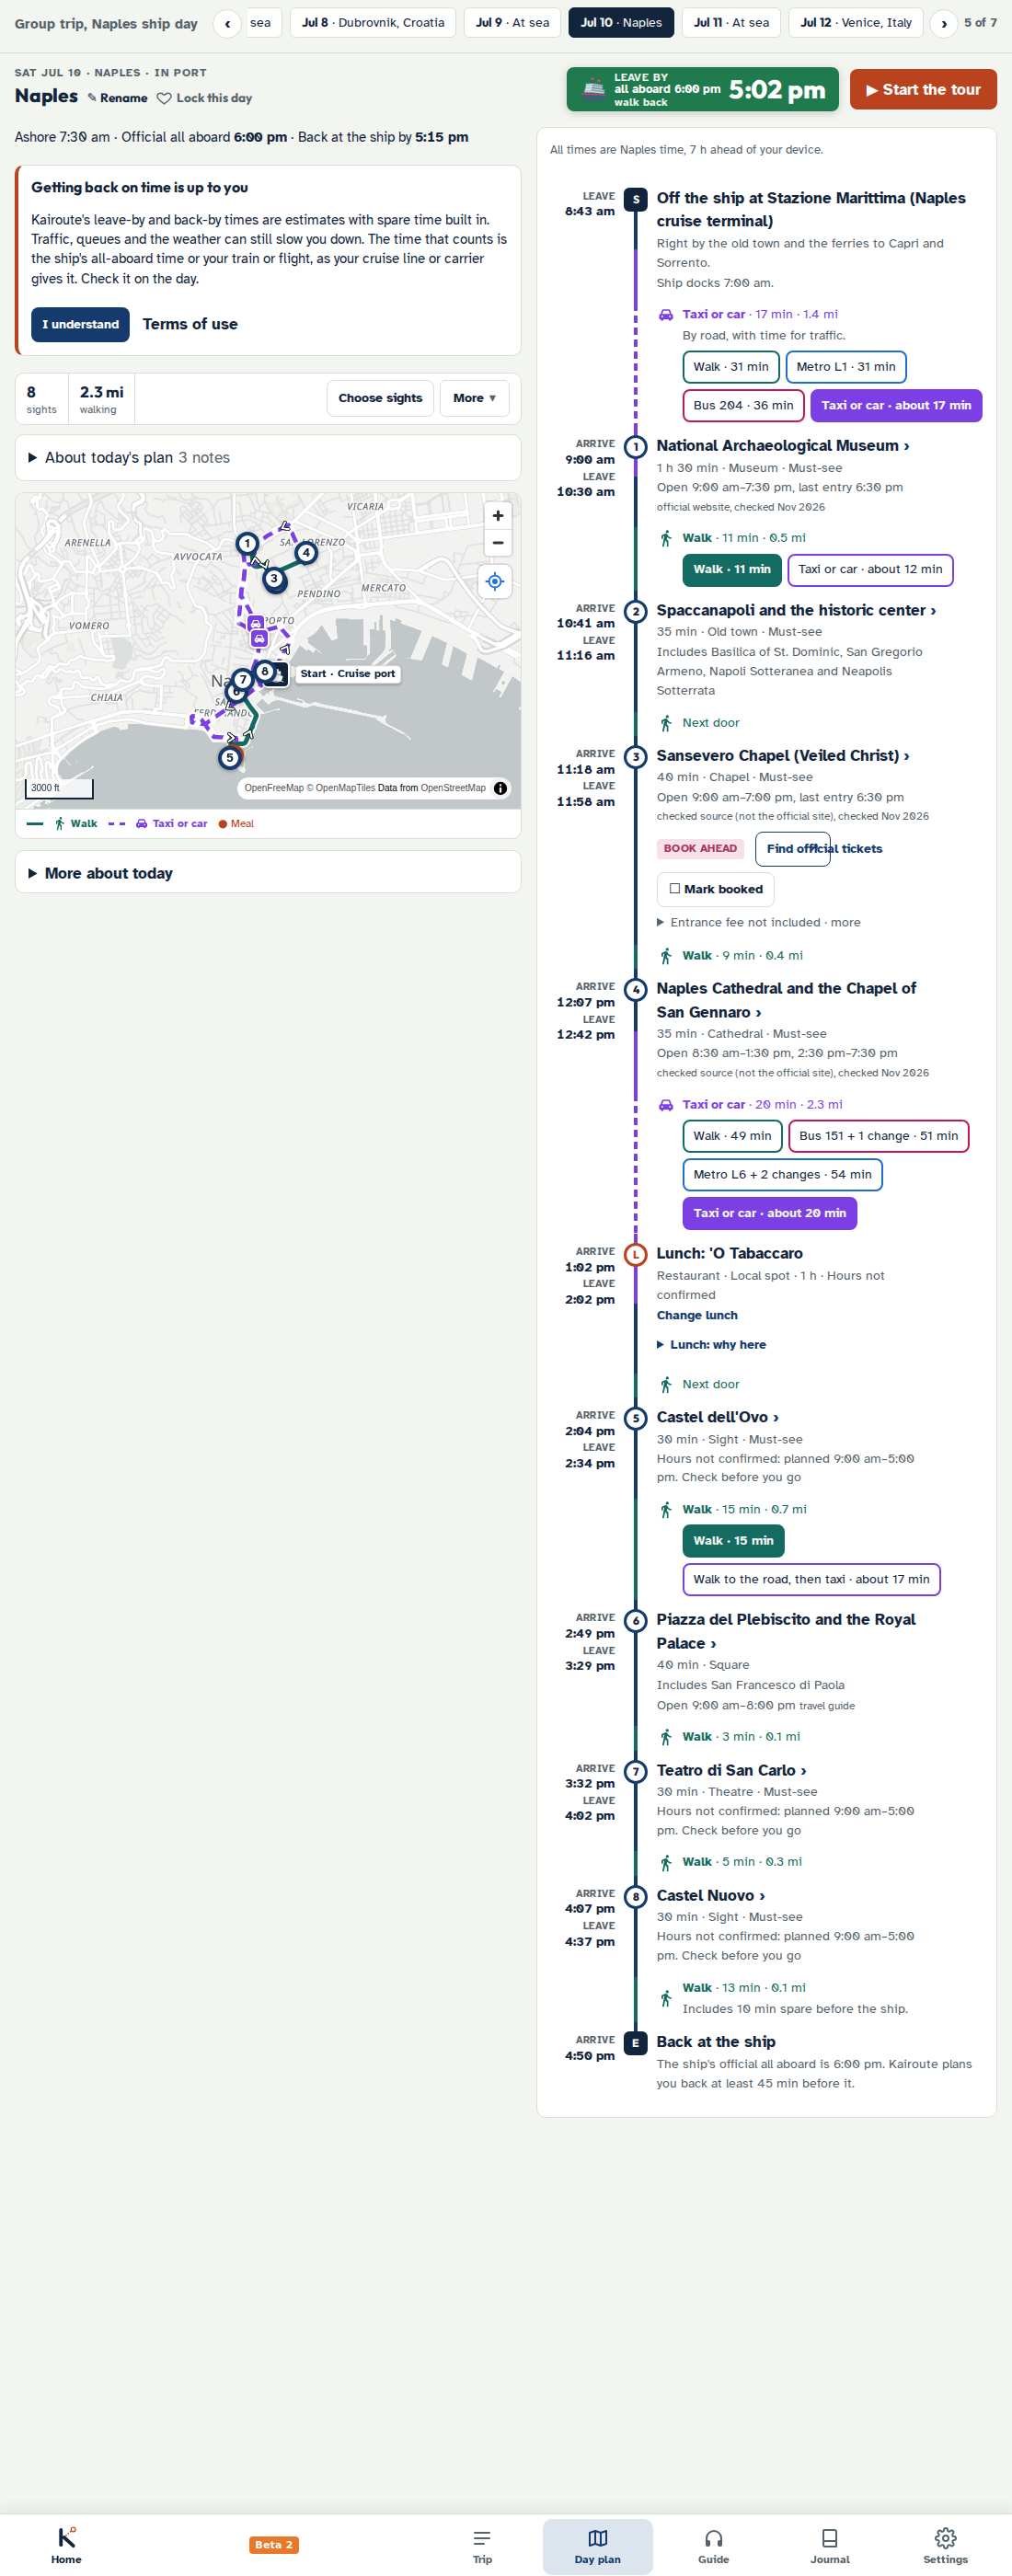 Group trip, Naples ship day
‹
sea
Jul 8 · Dubrovnik, Croatia
Jul 9 · At sea
Jul 10 · Naples
Jul 11 · At sea
Jul 12 · Venice, Italy
›
5 of 7
SAT JUL 10 · NAPLES · IN PORT
Naples ✎ Rename Lock this day
LEAVE BY
all aboard 6:00 pm
walk back
5:02 pm
▶ Start the tour
Ashore 7:30 am · Official all aboard 6:00 pm · Back at the ship by 5:15 pm
Getting back on time is up to you
Kairoute's leave-by and back-by times are estimates with spare time built in.
Traffic, queues and the weather can still slow you down. The time that counts is
the ship's all-aboard time or your train or flight, as your cruise line or carrier
gives it. Check it on the day.
I understand
Terms of use
8
sights
2.3 mi
walking
Choose sights
More ▾
▶ About today's plan 3 notes
VICARIA
ARENELLA
AVVOCATA
PENDINO
MERCATO
VOMERO
CHIAIA
1
4
3
7
8
5
Start · Cruise port
+
−
3000 ft
OpenFreeMap © OpenMapTiles Data from OpenStreetMap
Walk
Taxi or car
Meal
▶ More about today
All times are Naples time, 7 h ahead of your device.
LEAVE
8:43 am
S
Off the ship at Stazione Marittima (Naples
cruise terminal)
Right by the old town and the ferries to Capri and
Sorrento.
Ship docks 7:00 am.
Taxi or car · 17 min · 1.4 mi
By road, with time for traffic.
Walk · 31 min
Metro L1 · 31 min
Bus 204 · 36 min
Taxi or car · about 17 min
ARRIVE
9:00 am
LEAVE
10:30 am
1
National Archaeological Museum ›
1 h 30 min · Museum · Must-see
Open 9:00 am–7:30 pm, last entry 6:30 pm
official website, checked Nov 2026
Walk · 11 min · 0.5 mi
Walk · 11 min
Taxi or car · about 12 min
ARRIVE
10:41 am
LEAVE
11:16 am
2
Spaccanapoli and the historic center ›
35 min · Old town · Must-see
Includes Basilica of St. Dominic, San Gregorio
Armeno, Napoli Sotteranea and Neapolis
Sotterrata
Next door
ARRIVE
11:18 am
LEAVE
11:58 am
3
Sansevero Chapel (Veiled Christ) ›
40 min · Chapel · Must-see
Open 9:00 am–7:00 pm, last entry 6:30 pm
checked source (not the official site), checked Nov 2026
BOOK AHEAD
Find official tickets
☐ Mark booked
▶ Entrance fee not included · more
Walk · 9 min · 0.4 mi
ARRIVE
12:07 pm
LEAVE
12:42 pm
4
Naples Cathedral and the Chapel of
San Gennaro ›
35 min · Cathedral · Must-see
Open 8:30 am–1:30 pm, 2:30 pm–7:30 pm
checked source (not the official site), checked Nov 2026
Taxi or car · 20 min · 2.3 mi
Walk · 49 min
Bus 151 + 1 change · 51 min
Metro L6 + 2 changes · 54 min
Taxi or car · about 20 min
ARRIVE
1:02 pm
LEAVE
2:02 pm
L
Lunch: 'O Tabaccaro
Restaurant · Local spot · 1 h · Hours not
confirmed
Change lunch
▶ Lunch: why here
Next door
ARRIVE
2:04 pm
LEAVE
2:34 pm
5
Castel dell'Ovo ›
30 min · Sight · Must-see
Hours not confirmed: planned 9:00 am–5:00
pm. Check before you go
Walk · 15 min · 0.7 mi
Walk · 15 min
Walk to the road, then taxi · about 17 min
ARRIVE
2:49 pm
LEAVE
3:29 pm
6
Piazza del Plebiscito and the Royal
Palace ›
40 min · Square
Includes San Francesco di Paola
Open 9:00 am–8:00 pm travel guide
Walk · 3 min · 0.1 mi
ARRIVE
3:32 pm
LEAVE
4:02 pm
7
Teatro di San Carlo ›
30 min · Theatre · Must-see
Hours not confirmed: planned 9:00 am–5:00
pm. Check before you go
Walk · 5 min · 0.3 mi
ARRIVE
4:07 pm
LEAVE
4:37 pm
8
Castel Nuovo ›
30 min · Sight · Must-see
Hours not confirmed: planned 9:00 am–5:00
pm. Check before you go
Walk · 13 min · 0.1 mi
Includes 10 min spare before the ship.
ARRIVE
4:50 pm
E
Back at the ship
The ship's official all aboard is 6:00 pm. Kairoute plans
you back at least 45 min before it.
Home
Beta 2
Trip
Day plan
Guide
Journal
Settings